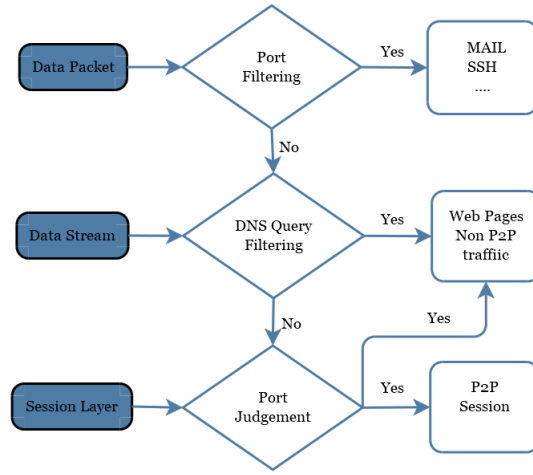 Data Packet
Port
Filtering
Yes
MAIL
SSH
....
No
Data Stream
DNS Query
Filtering
Yes
Web Pages
Non P2P
traffiic
No
Yes
Session Layer
Port
Judgement
Yes
P2P
Session